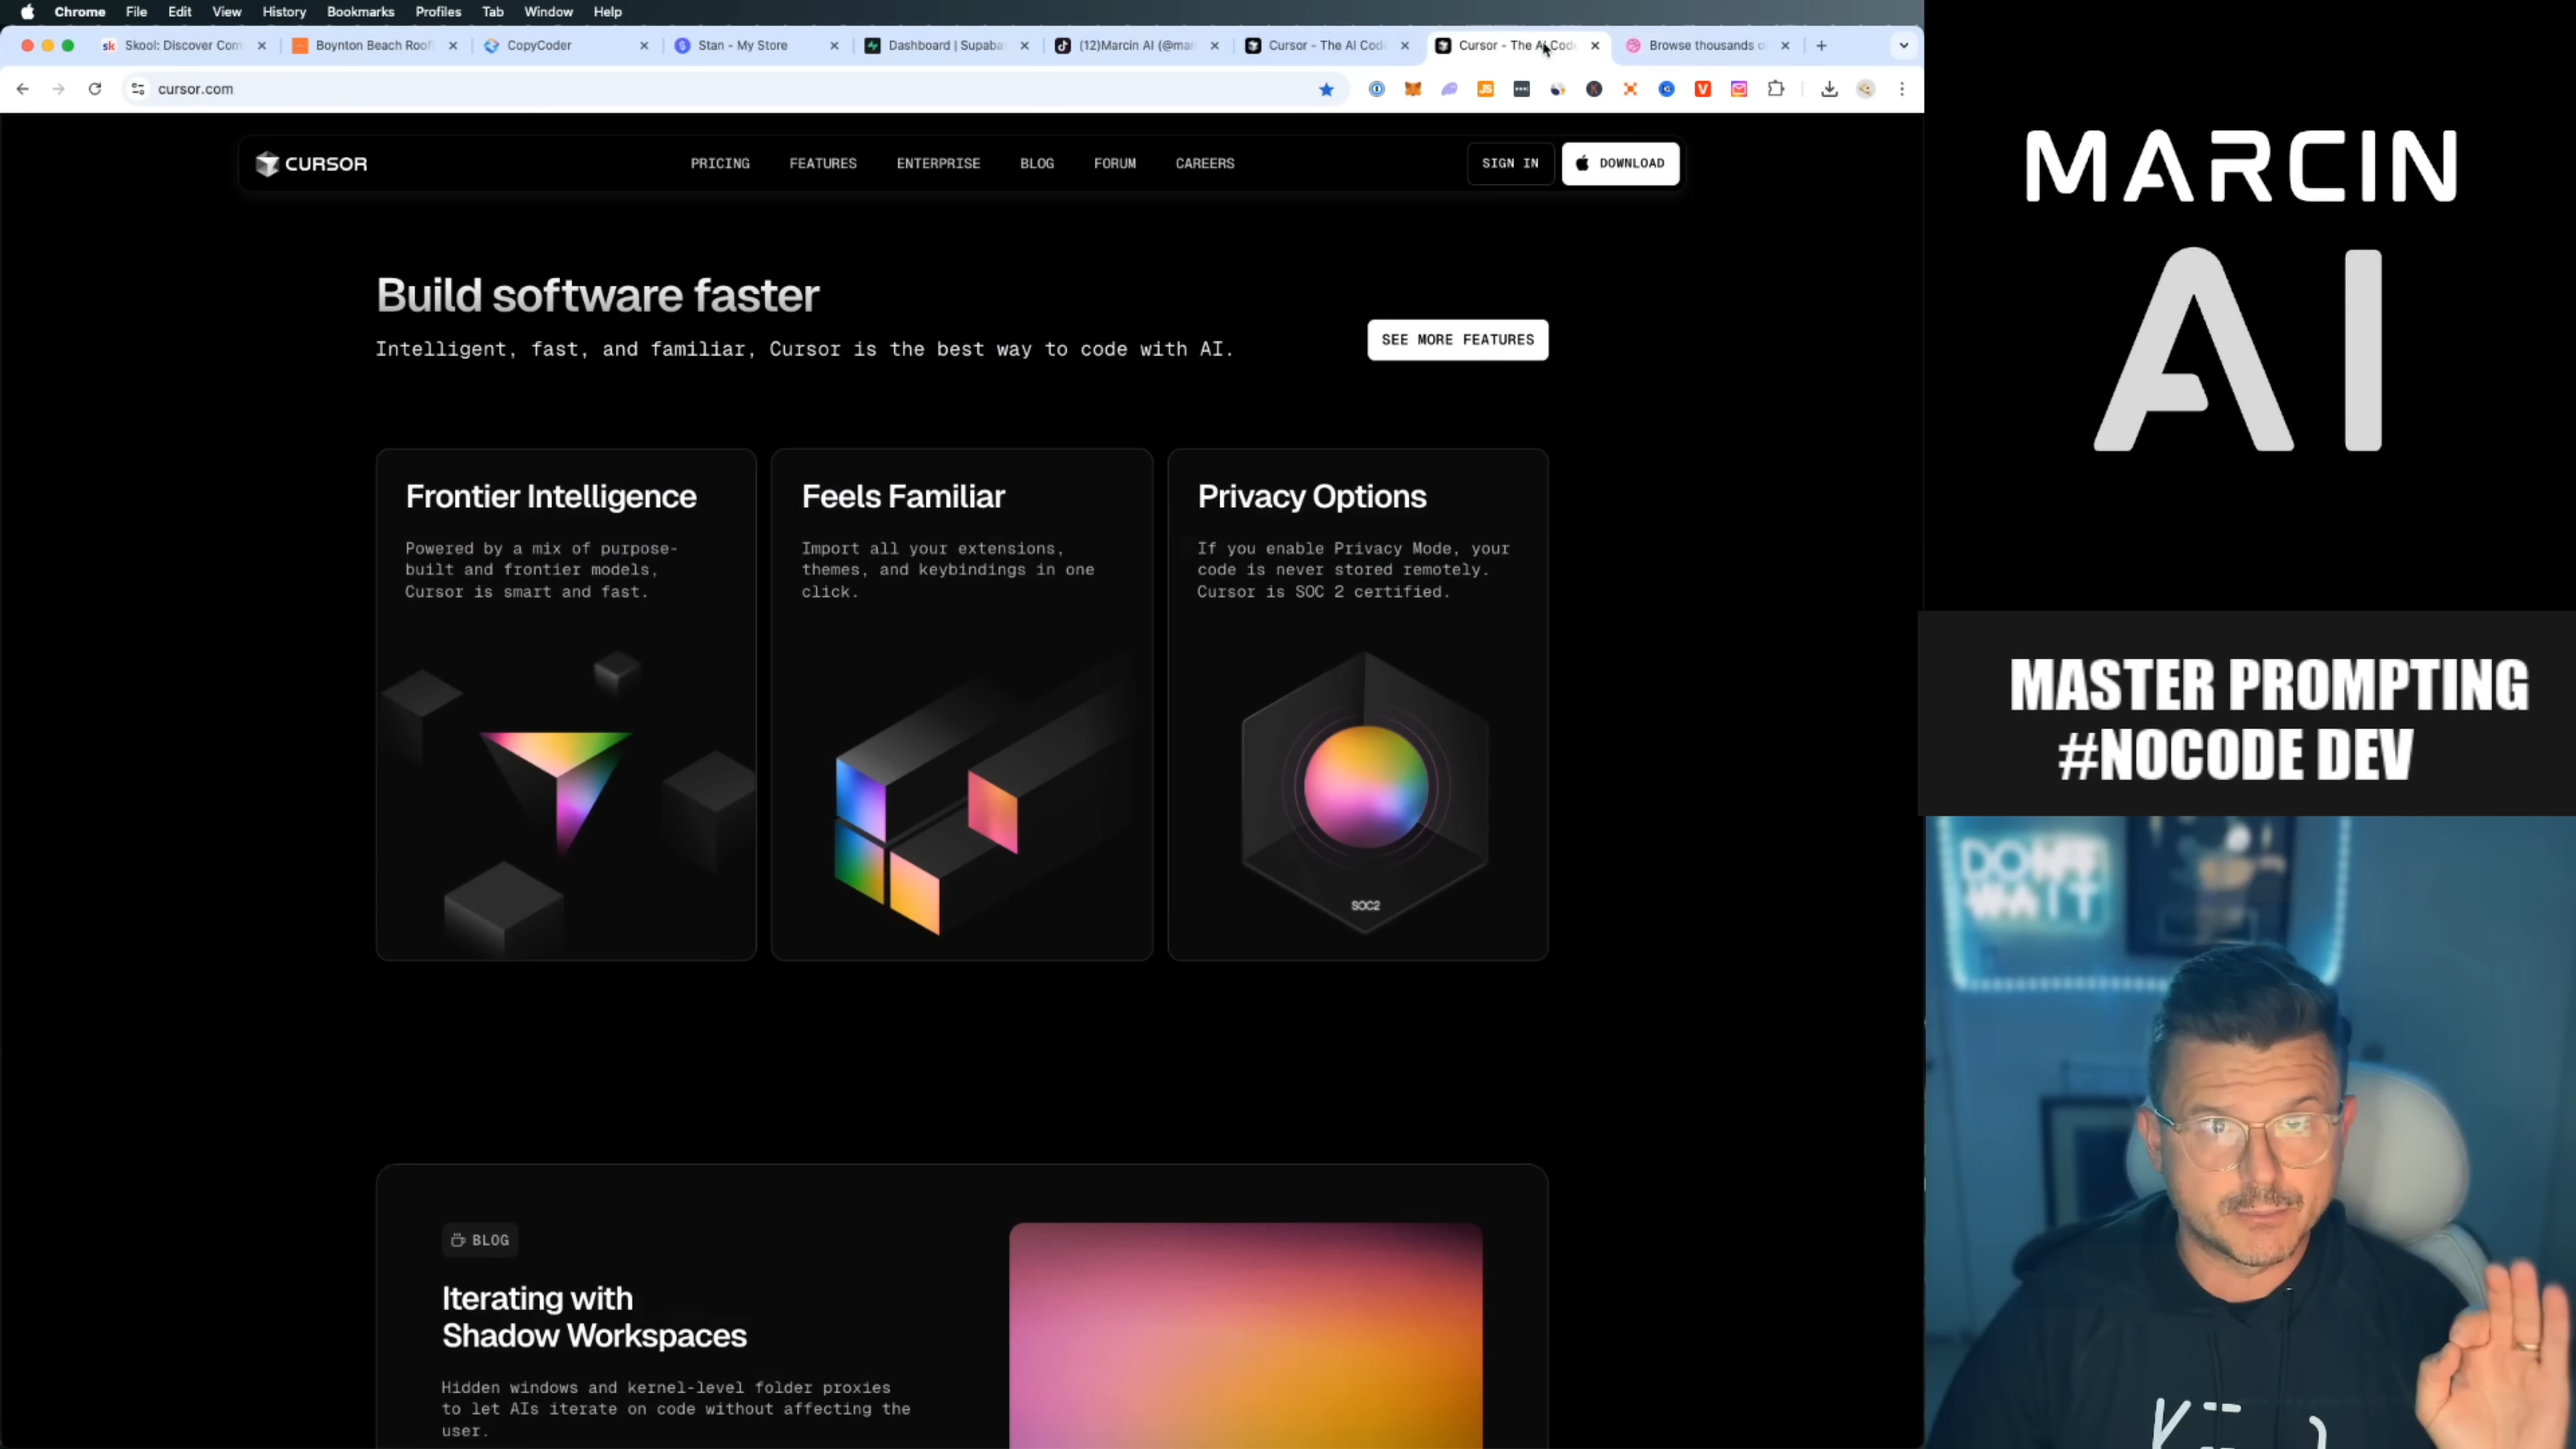 Chrome File Edit View History Bookmarks Profiles Tab Window Help
sk Skool: Discover Com
Boynton Beach Roof
CopyCoder
Stan - My Store
Dashboard | Supaba
(12)Marcin AI (@mar
Cursor - The AI Cod
Cursor - The AI Cod
Browse thousands o
cursor.com
CURSOR
PRICING FEATURES ENTERPRISE BLOG FORUM CAREERS
SIGN IN
DOWNLOAD
Build software faster
Intelligent, fast, and familiar, Cursor is the best way to code with AI.
SEE MORE FEATURES
Frontier Intelligence
Powered by a mix of purpose-
built and frontier models,
Cursor is smart and fast.
Feels Familiar
Import all your extensions,
themes, and keybindings in one
click.
Privacy Options
If you enable Privacy Mode, your
code is never stored remotely.
Cursor is SOC 2 certified.
SOC2
BLOG
Iterating with
Shadow Workspaces
Hidden windows and kernel-level folder proxies
to let AIs iterate on code without affecting the
user.
MARCIN
AI
MASTER PROMPTING
#NOCODE DEV
DON'T
WAIT